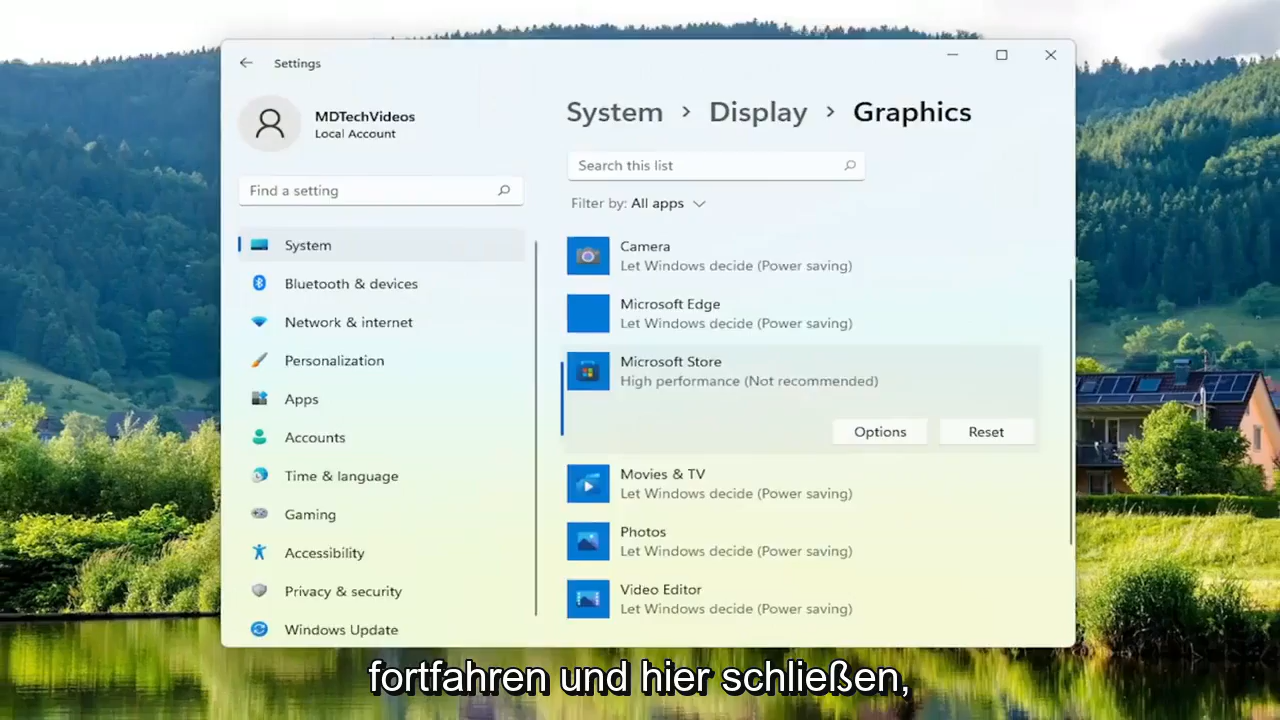 Settings
MDTechVideos
Local Account
Find a setting
System
Bluetooth & devices
Network & internet
Personalization
Apps
Accounts
Time & language
Gaming
Accessibility
Privacy & security
Windows Update
System > Display > Graphics
Search this list
Filter by: All apps
Camera
Let Windows decide (Power saving)
Microsoft Edge
Let Windows decide (Power saving)
Microsoft Store
High performance (Not recommended)
Options Reset
Movies & TV
Let Windows decide (Power saving)
Photos
Let Windows decide (Power saving)
Video Editor
Let Windows decide (Power saving)
fortfahren und hier schließen,